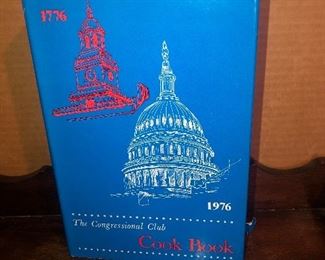 1776
1976
The Congressional Club
Cook Book